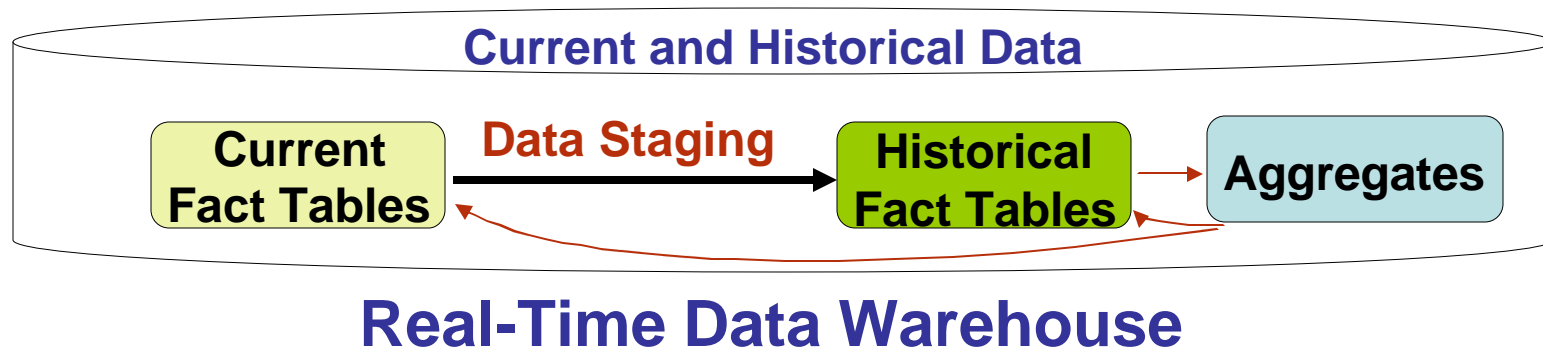 Current and Historical Data
Current
Fact Tables
Data Staging
Historical
Fact Tables
Aggregates
Real-Time Data Warehouse